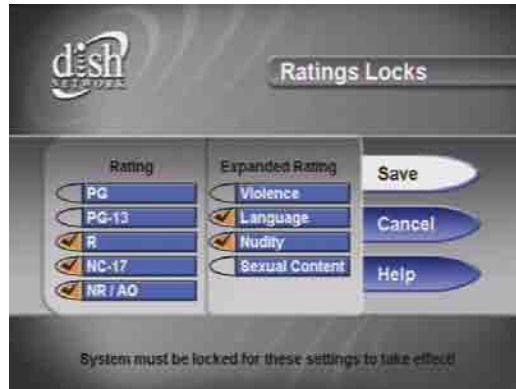 dish
NETWORK
Ratings Locks
Rating
PG
PG-13
R
NC-17
NR / AO
Expanded Rating
Violence
Language
Nudity
Sexual Content
Save
Cancel
Help
System must be locked for these settings to take effect!